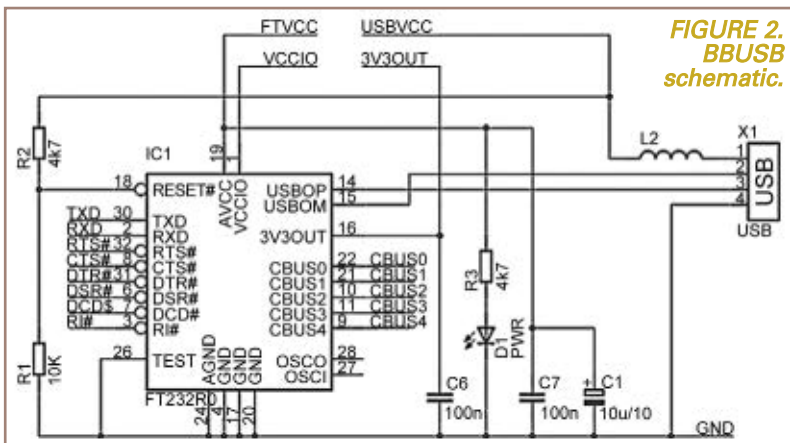 FTVCC USBVCC
FIGURE 2.
BBUSB
schematic.
VCCIO 3V3OUT
R2
4k7
IC1
19
1
L2
X1
18
RESET#
AVCC
VCCIO
USBOP
14
USBOM
15
1
2
3
4
USB
USB
TXD
30
TXD
RXD
2
RXD
RTS#
32
RTS#
CTS#
8
CTS#
DTR#
31
DTR#
DSR#
6
DSR#
DCD$
7
DCD#
RI#
3
RI#
3V3OUT
16
CBUS0
22
CBUS0
CBUS1
21
CBUS1
CBUS2
10
CBUS2
CBUS3
11
CBUS3
CBUS4
9
CBUS4
R3
4k7
D1
PWR
R1
10K
26
TEST
AGND
GND
GND
GND
OSCO
28
OSCI
27
FT232R0
24
4
17
20
C6
100n
C7
100n
+
C1
10u/10
GND